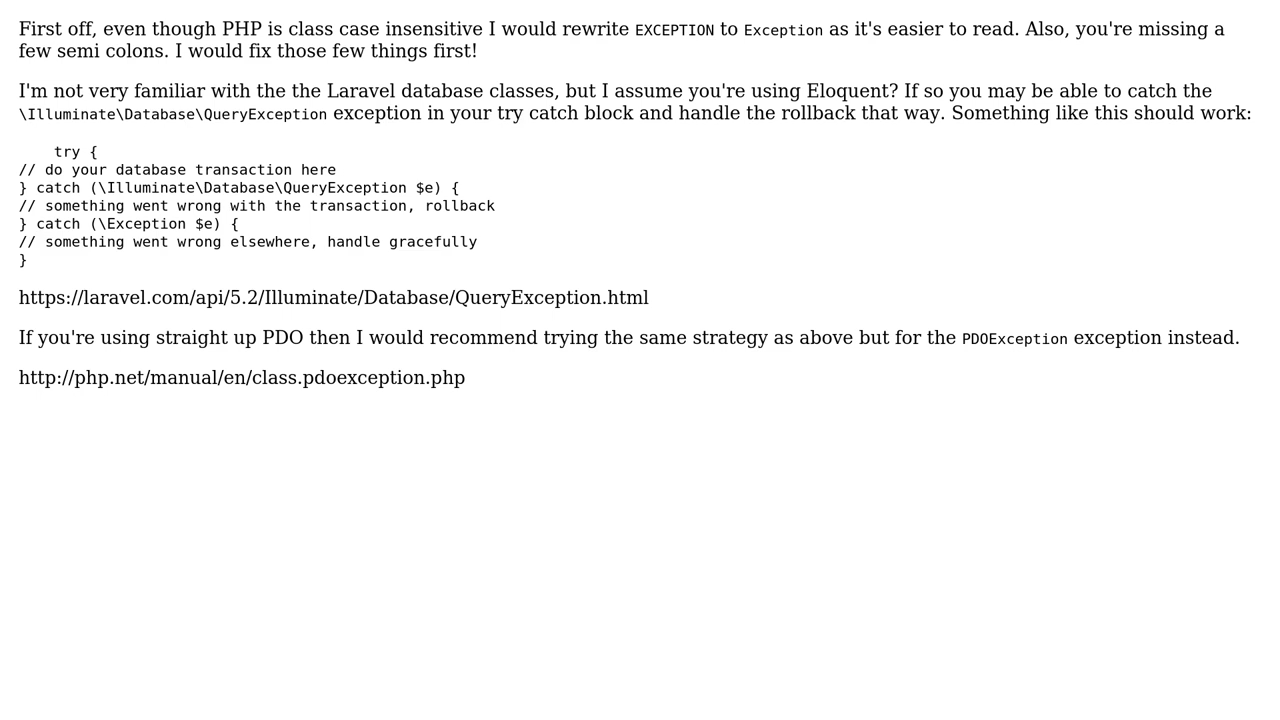 First off, even though PHP is class case insensitive I would rewrite EXCEPTION to Exception as it's easier to read. Also, you're missing a
few semi colons. I would fix those few things first!
I'm not very familiar with the the Laravel database classes, but I assume you're using Eloquent? If so you may be able to catch the
\Illuminate\Database\QueryException exception in your try catch block and handle the rollback that way. Something like this should work:
    try {
// do your database transaction here
} catch (\Illuminate\Database\QueryException $e) {
// something went wrong with the transaction, rollback
} catch (\Exception $e) {
// something went wrong elsewhere, handle gracefully
}
https://laravel.com/api/5.2/Illuminate/Database/QueryException.html
If you're using straight up PDO then I would recommend trying the same strategy as above but for the PDOException exception instead.
http://php.net/manual/en/class.pdoexception.php